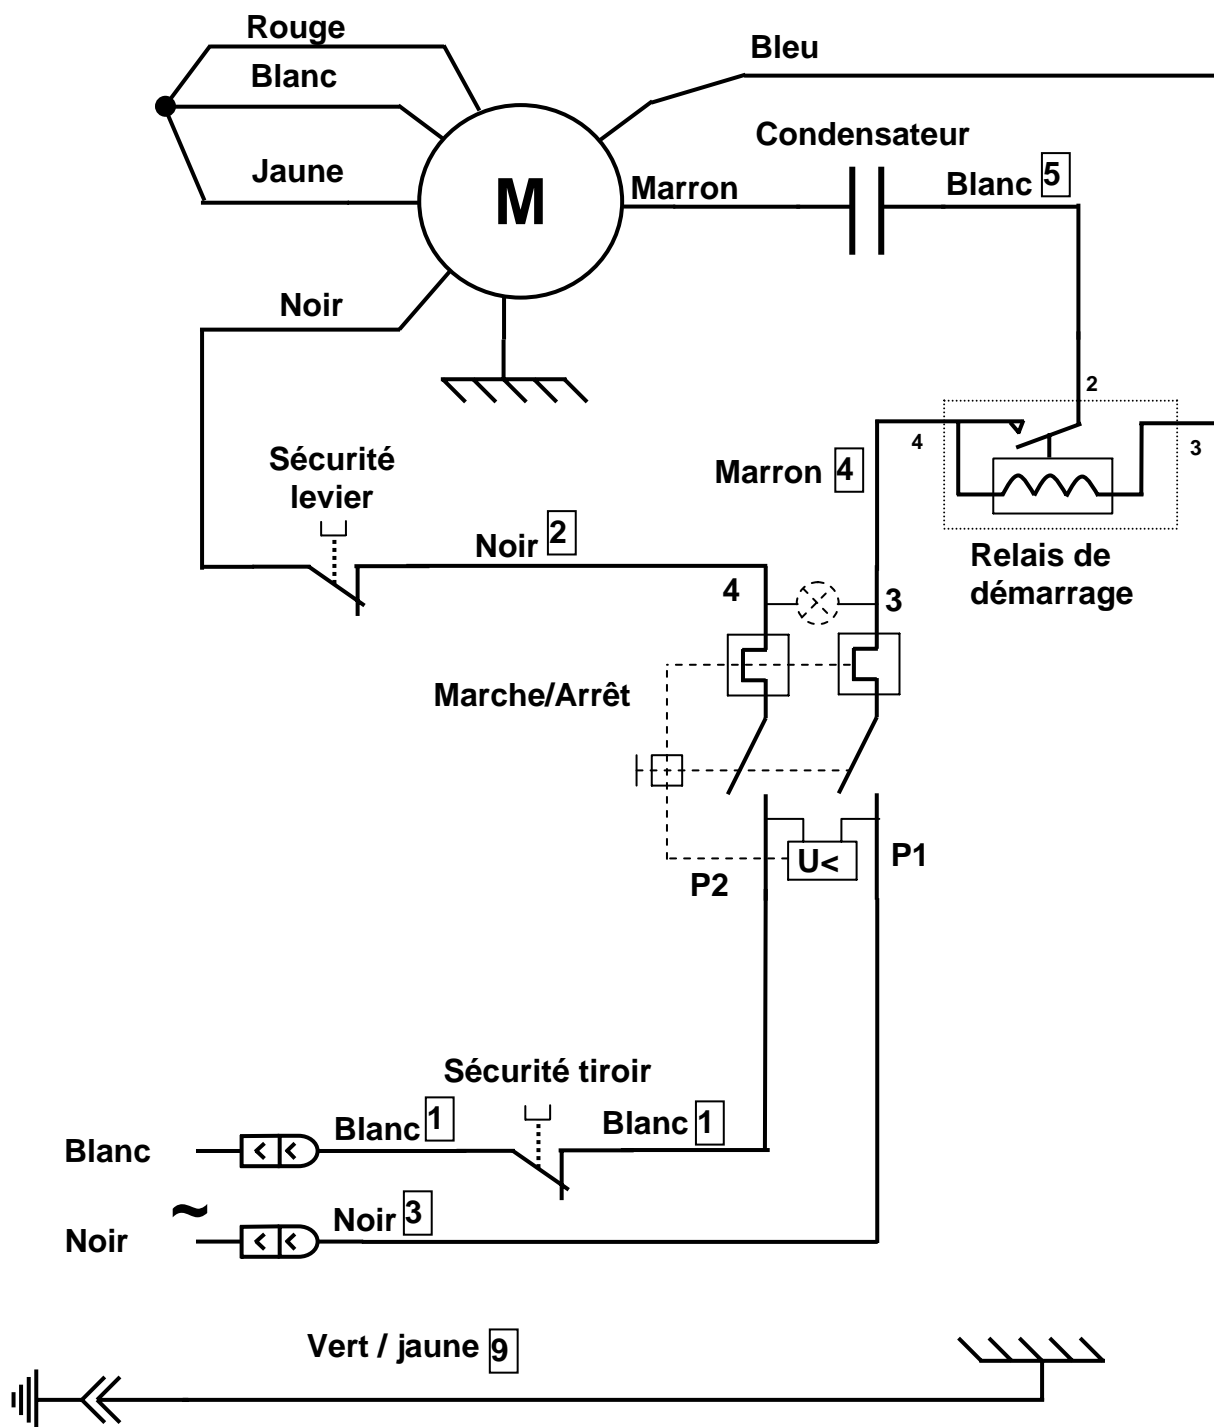 Rouge
Bleu
Blanc
Condensateur
Jaune
M
Marron
Blanc 5
Noir
2
4
3
Sécurité
levier
Marron 4
Noir 2
Relais de
démarrage
4
3
Marche/Arrêt
U<
P1
P2
Sécurité tiroir
Blanc 1
Blanc 1
Blanc
~
Noir 3
Noir
Vert / jaune 9